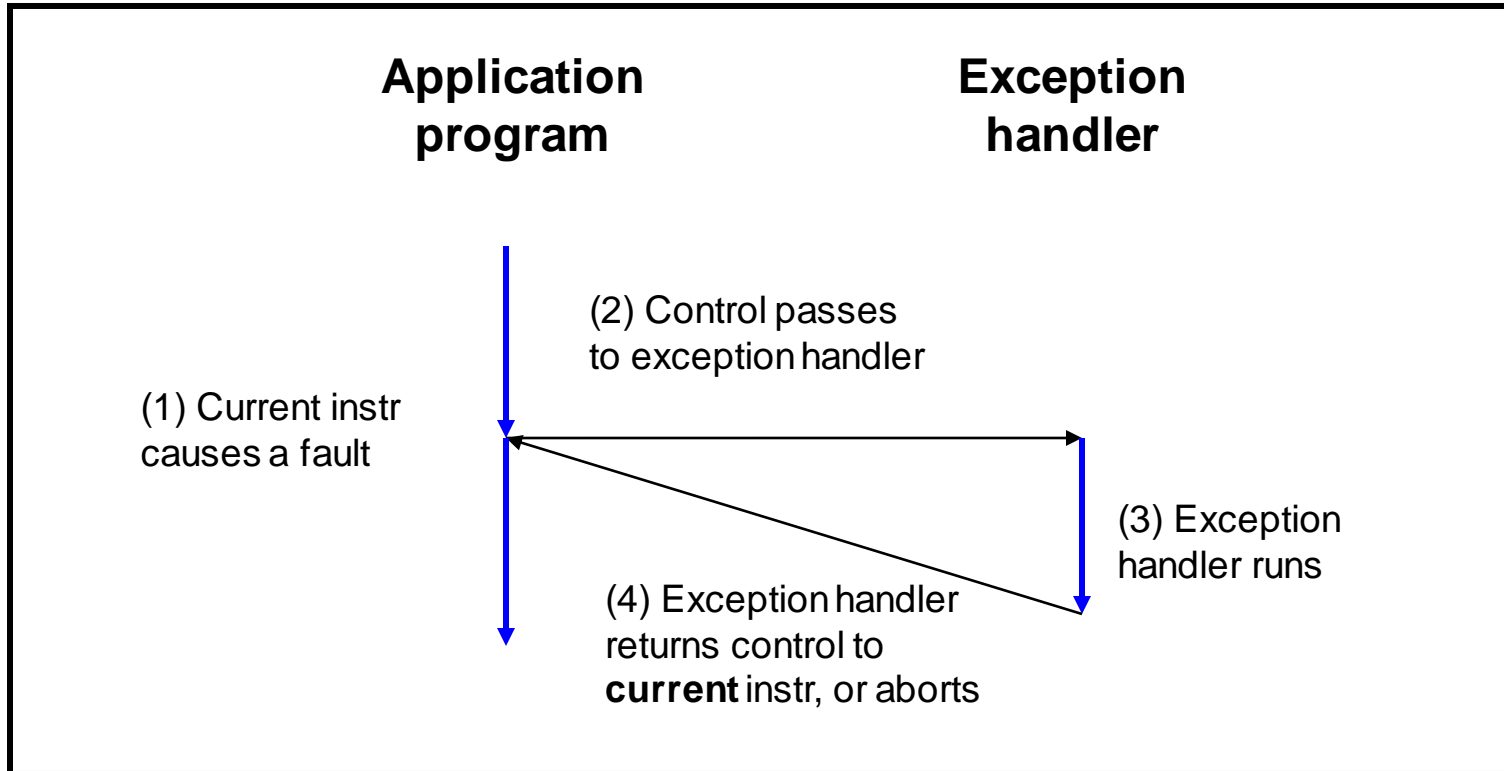 Application
program
Exception
handler
(2) Control passes
to exception handler
(1) Current instr
causes a fault
(3) Exception
handler runs
(4) Exception handler
returns control to
current instr, or aborts